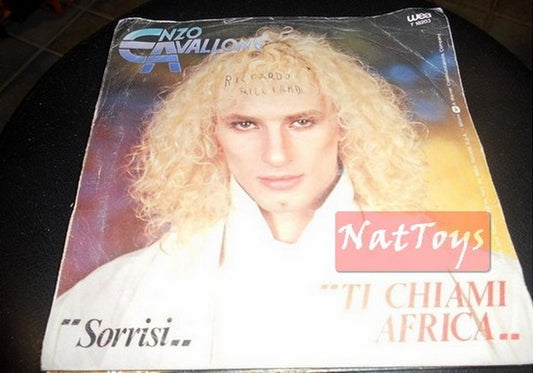 ENZO
CAVALLONE
wea
RICCARDO
NatToys
"TI CHIAMI
AFRICA..
"Sorrisi..